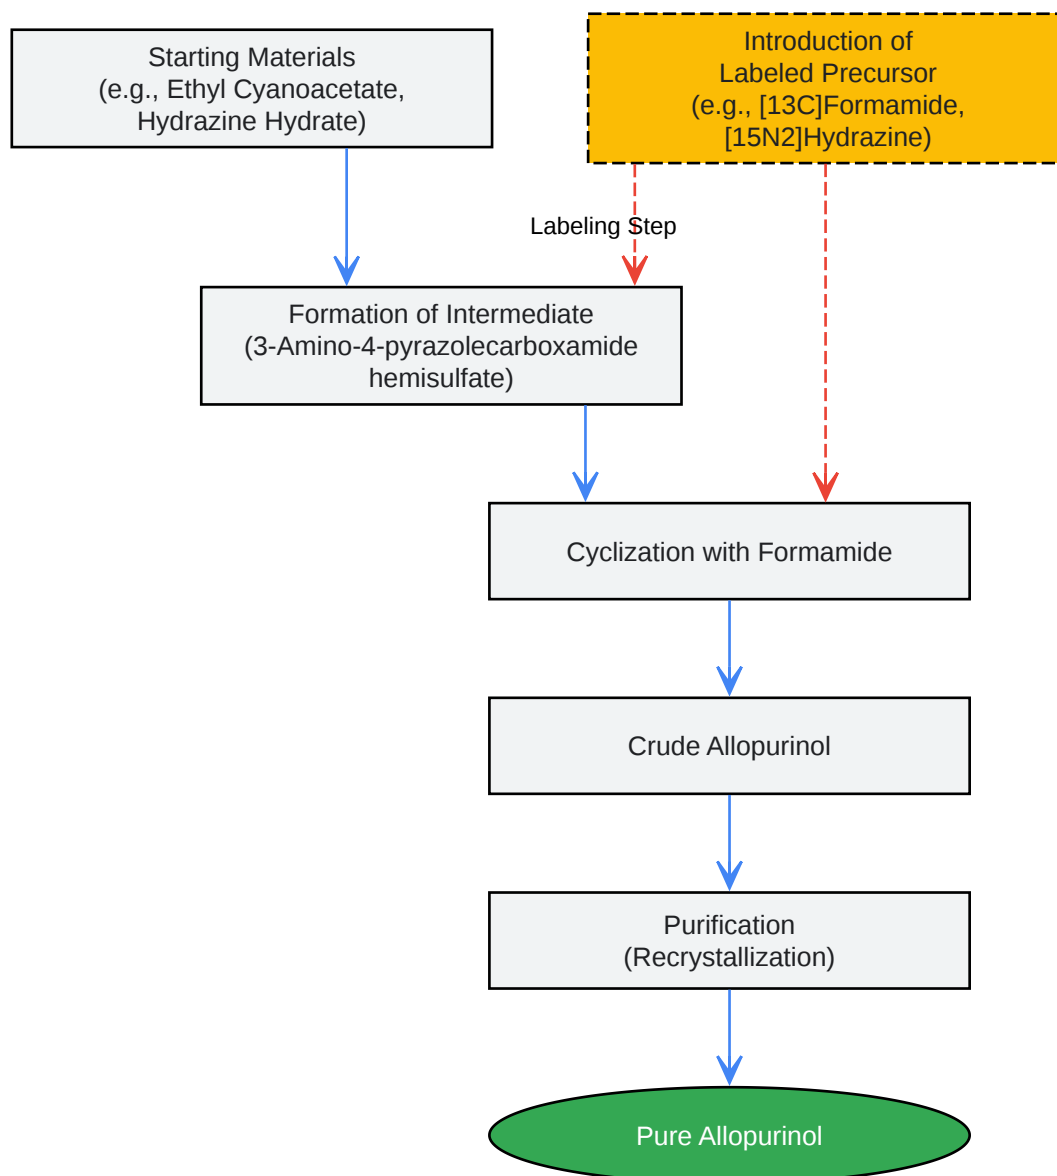 Starting Materials
(e.g., Ethyl Cyanoacetate,
Hydrazine Hydrate)
Introduction of
Labeled Precursor
(e.g., [13C]Formamide,
[15N2]Hydrazine)
Labeling Step
Formation of Intermediate
(3-Amino-4-pyrazolecarboxamide
hemisulfate)
Cyclization with Formamide
Crude Allopurinol
Purification
(Recrystallization)
Pure Allopurinol